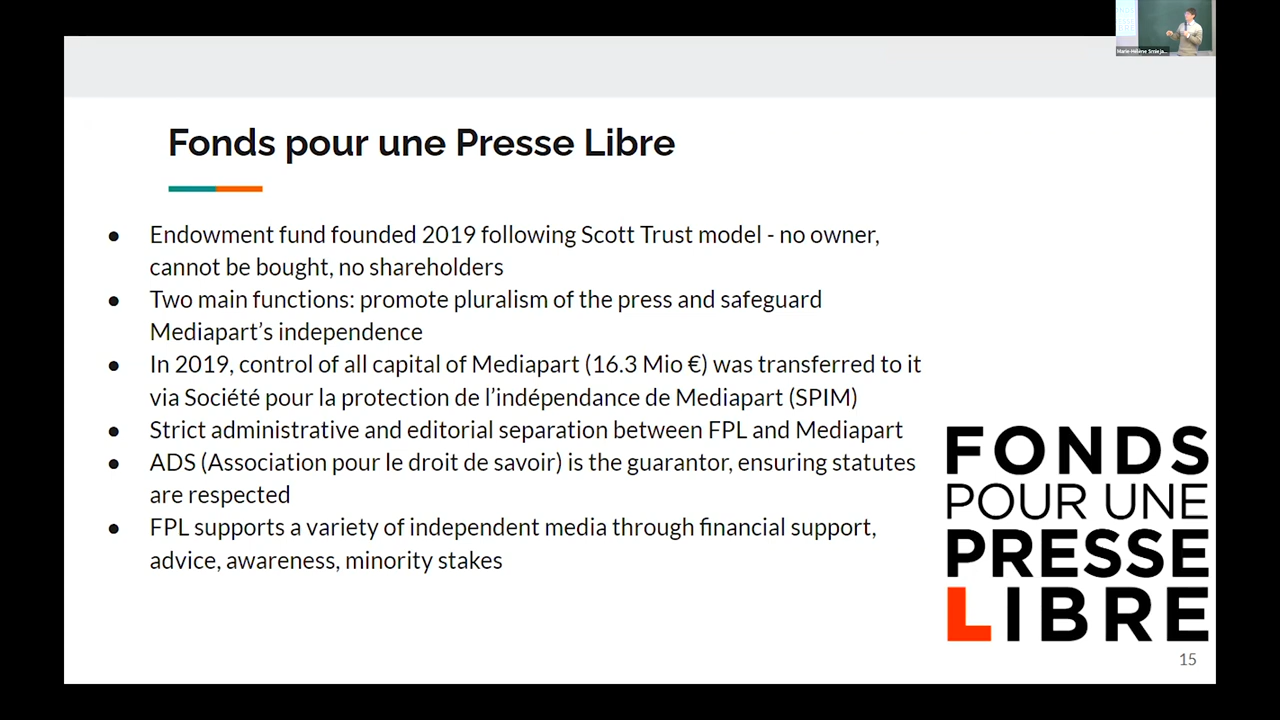 Marie-Hélène Smieja...
Fonds pour une Presse Libre
● Endowment fund founded 2019 following Scott Trust model - no owner,
cannot be bought, no shareholders
● Two main functions: promote pluralism of the press and safeguard
Mediapart’s independence
● In 2019, control of all capital of Mediapart (16.3 Mio €) was transferred to it
via Société pour la protection de l’indépendance de Mediapart (SPIM)
● Strict administrative and editorial separation between FPL and Mediapart
● ADS (Association pour le droit de savoir) is the guarantor, ensuring statutes
are respected
● FPL supports a variety of independent media through financial support,
advice, awareness, minority stakes
FONDS
POUR UNE
PRESSE
LIBRE
15